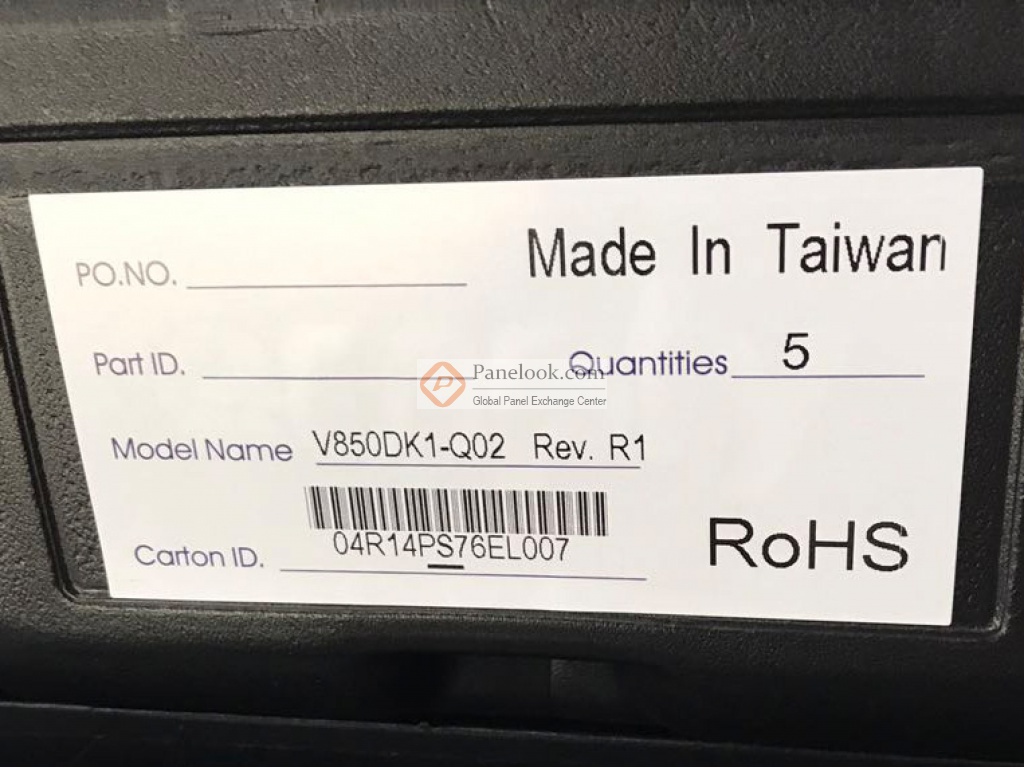 PO.NO.
Made In Taiwan
Part ID.
Quantities 5
Panelook.com
Global Panel Exchange Center
Model Name V850DK1-Q02 Rev. R1
04R14PS76EL007
Carton ID.
RoHS